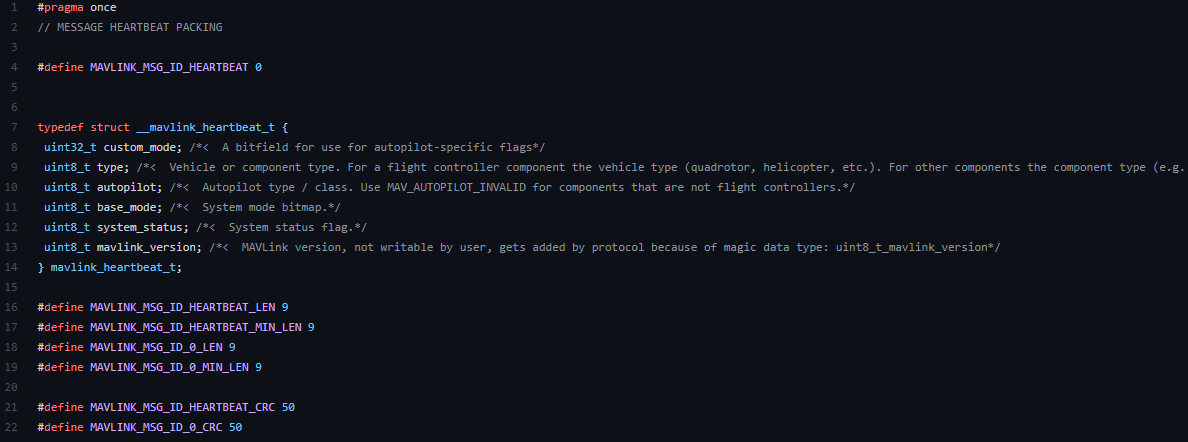 1 #pragma once
2 // MESSAGE HEARTBEAT PACKING
3
4 #define MAVLINK_MSG_ID_HEARTBEAT 0
5
6
7 typedef struct __mavlink_heartbeat_t {
8 uint32_t custom_mode; /*<  A bitfield for use for autopilot-specific flags*/
9 uint8_t type; /*<  Vehicle or component type. For a flight controller component the vehicle type (quadrotor, helicopter, etc.). For other components the component type (e.g.
10 uint8_t autopilot; /*<  Autopilot type / class. Use MAV_AUTOPILOT_INVALID for components that are not flight controllers.*/
11 uint8_t base_mode; /*<  System mode bitmap.*/
12 uint8_t system_status; /*<  System status flag.*/
13 uint8_t mavlink_version; /*<  MAVLink version, not writable by user, gets added by protocol because of magic data type: uint8_t_mavlink_version*/
14 } mavlink_heartbeat_t;
15
16 #define MAVLINK_MSG_ID_HEARTBEAT_LEN 9
17 #define MAVLINK_MSG_ID_HEARTBEAT_MIN_LEN 9
18 #define MAVLINK_MSG_ID_0_LEN 9
19 #define MAVLINK_MSG_ID_0_MIN_LEN 9
20
21 #define MAVLINK_MSG_ID_HEARTBEAT_CRC 50
22 #define MAVLINK_MSG_ID_0_CRC 50